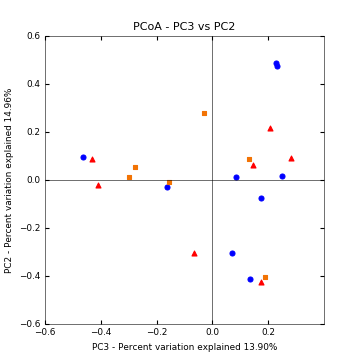 PCoA - PC3 vs PC2
0.6
0.4
0.2
0.0
−0.2
−0.4
−0.6
PC2 - Percent variation explained 14.96%
−0.6 −0.4 −0.2 0.0 0.2
PC3 - Percent variation explained 13.90%